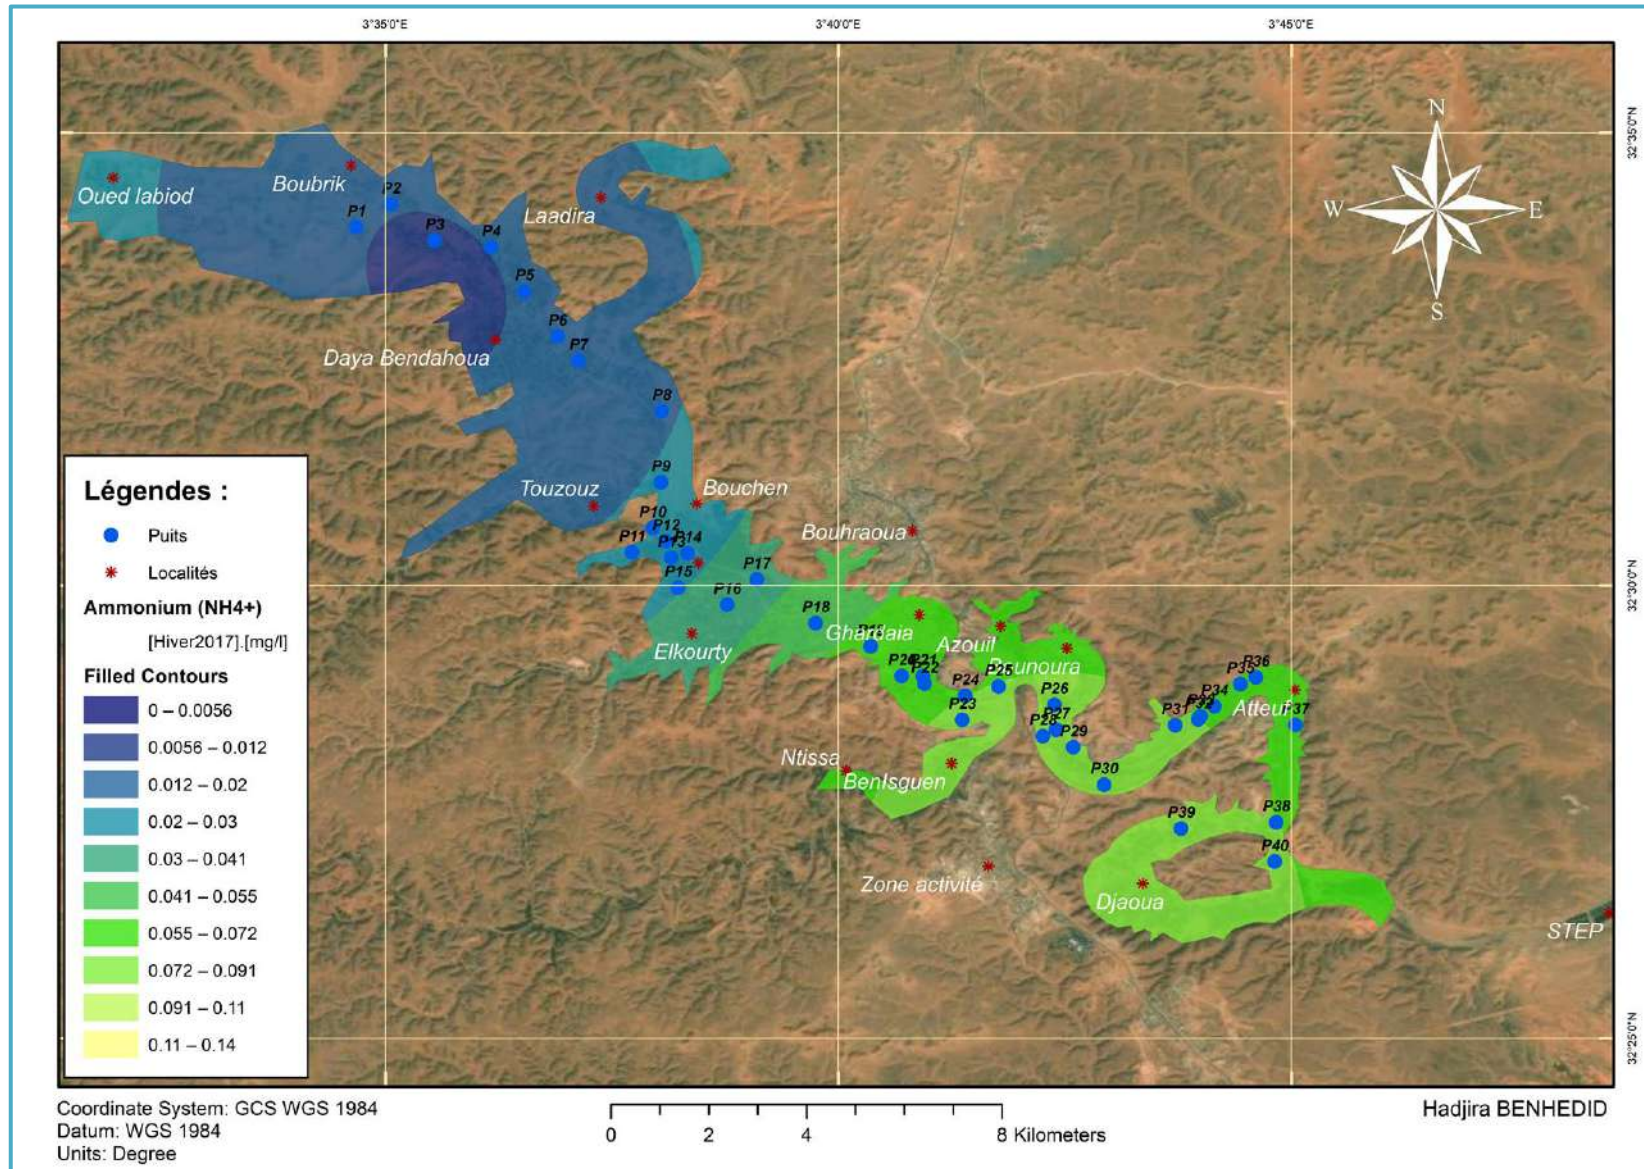 3°35'0"E
3°40'0"E
3°45'0"E
32°35'0"N
32°30'0"N
32°25'0"N
N
W
E
S
Oued labiod
Boubrik
P2
P1
P3
P4
P5
Laadira
P6
P7
Daya Bendahoua
P8
P9
Touzouz
Bouchen
P10
P12
P11
P13
P14
P15
P16
P17
P18
Elkourty
Bouhraoua
Ghardaia
Azouil
Bounoura
P20
P21
P22
P23
P24
P25
P26
P27
P28
P29
P30
P31
P32
P34
P35
P36
Atteuf
P37
P38
P39
P40
Ntissa
BenIsguen
Zone activité
Djaoua
STEP
Légendes :
Puits
Localités
Ammonium (NH4+)
[Hiver2017].[mg/l]
Filled Contours
0 – 0.0056
0.0056 – 0.012
0.012 – 0.02
0.02 – 0.03
0.03 – 0.041
0.041 – 0.055
0.055 – 0.072
0.072 – 0.091
0.091 – 0.11
0.11 – 0.14
Coordinate System: GCS WGS 1984
Datum: WGS 1984
Units: Degree
0 2 4 8 Kilometers
Hadjira BENHEDID